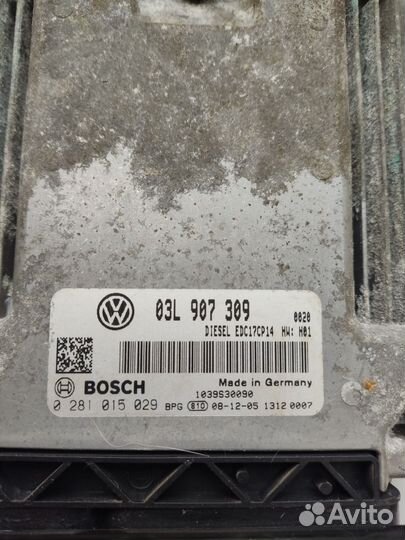 03L 907 309
0020
DIESEL EDC17CP14 HW: H01
Made in Germany
BOSCH
1039S30090
0 281 015 029 BPG 810 08-12-05 1312 0007
Avito